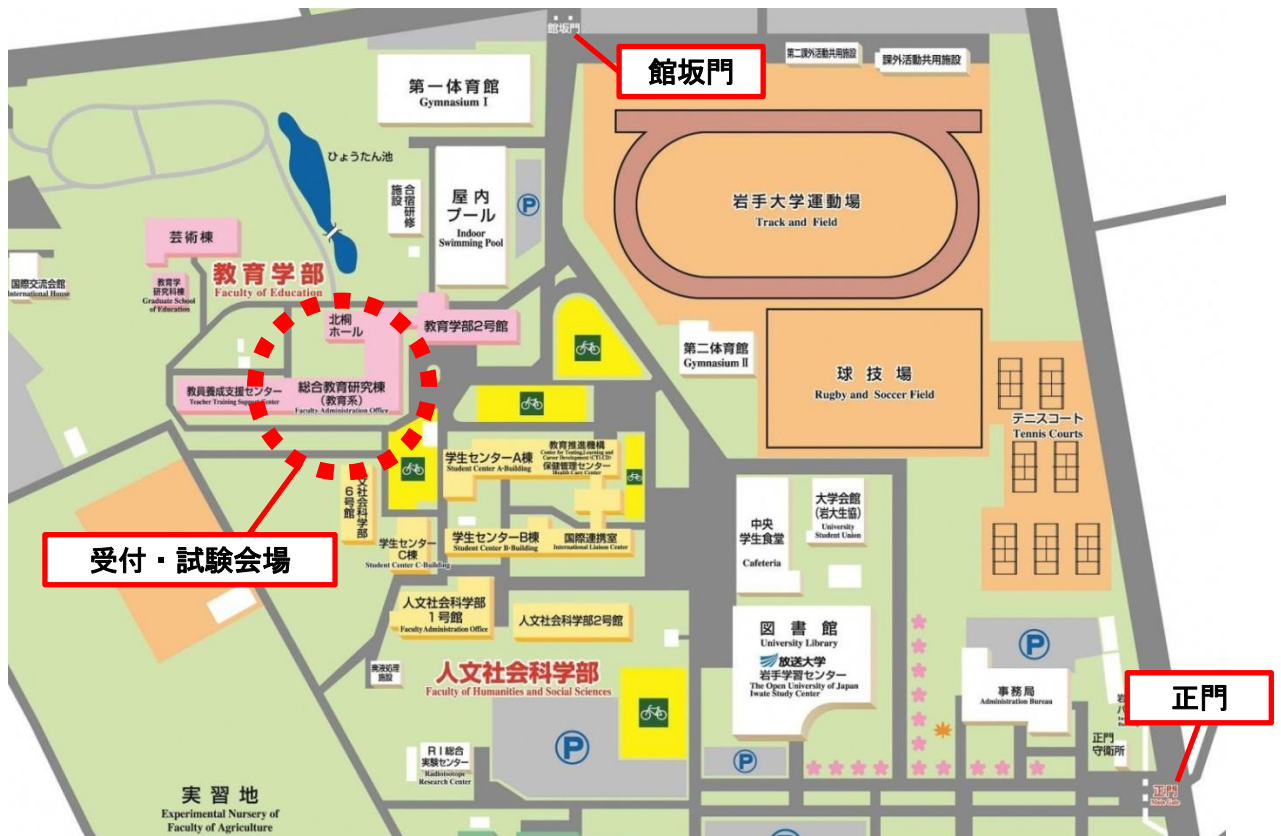 館坂門
館坂門
第二課外活動共用施設
課外活動共用施設
第一体育館
Gymnasium I
ひょうたん池
合宿研修
施設
屋内
プール
Indoor
Swimming Pool
P
岩手大学運動場
Track and Field
芸術棟
国際交流会館
International House
教育学
研究科棟
Graduate School
of Education
教育学部
Faculty of Education
北桐
ホール
教育学部2号館
第二体育館
Gymnasium II
球技場
Rugby and Soccer Field
教員養成支援センター
Teacher Training Support Center
総合教育研究棟
(教育系)
Faculty Administration Office
テニスコート
Tennis Courts
学生センターA棟
Student Center A-Building
教育推進機構
Center for Teaching, Learning and
Career Development (CTLCD)
保健管理センター
Health Care Center
文社会科学部
6号館
受付・試験会場
学生センター
C棟
Student Center C-Building
学生センターB棟
Student Center B-Building
国際連携室
International Liaison Center
中央
学生食堂
Cafeteria
大学会館
(岩大生協)
University
Student Union
人文社会科学部
1号館
Faculty Administration Office
人文社会科学部2号館
図書館
University Library
放送大学
岩手学習センター
The Open University of Japan
Iwate Study Center
P
廃液処理
施設
人文社会科学部
Faculty of Humanities and Social Sciences
事務局
Administration Bureau
正門
正門
守衛所
RI総合
実験センター
Radioisotope
Research Center
P
P
正門
Main Gate
実習地
Experimental Nursery of
Faculty of Agriculture